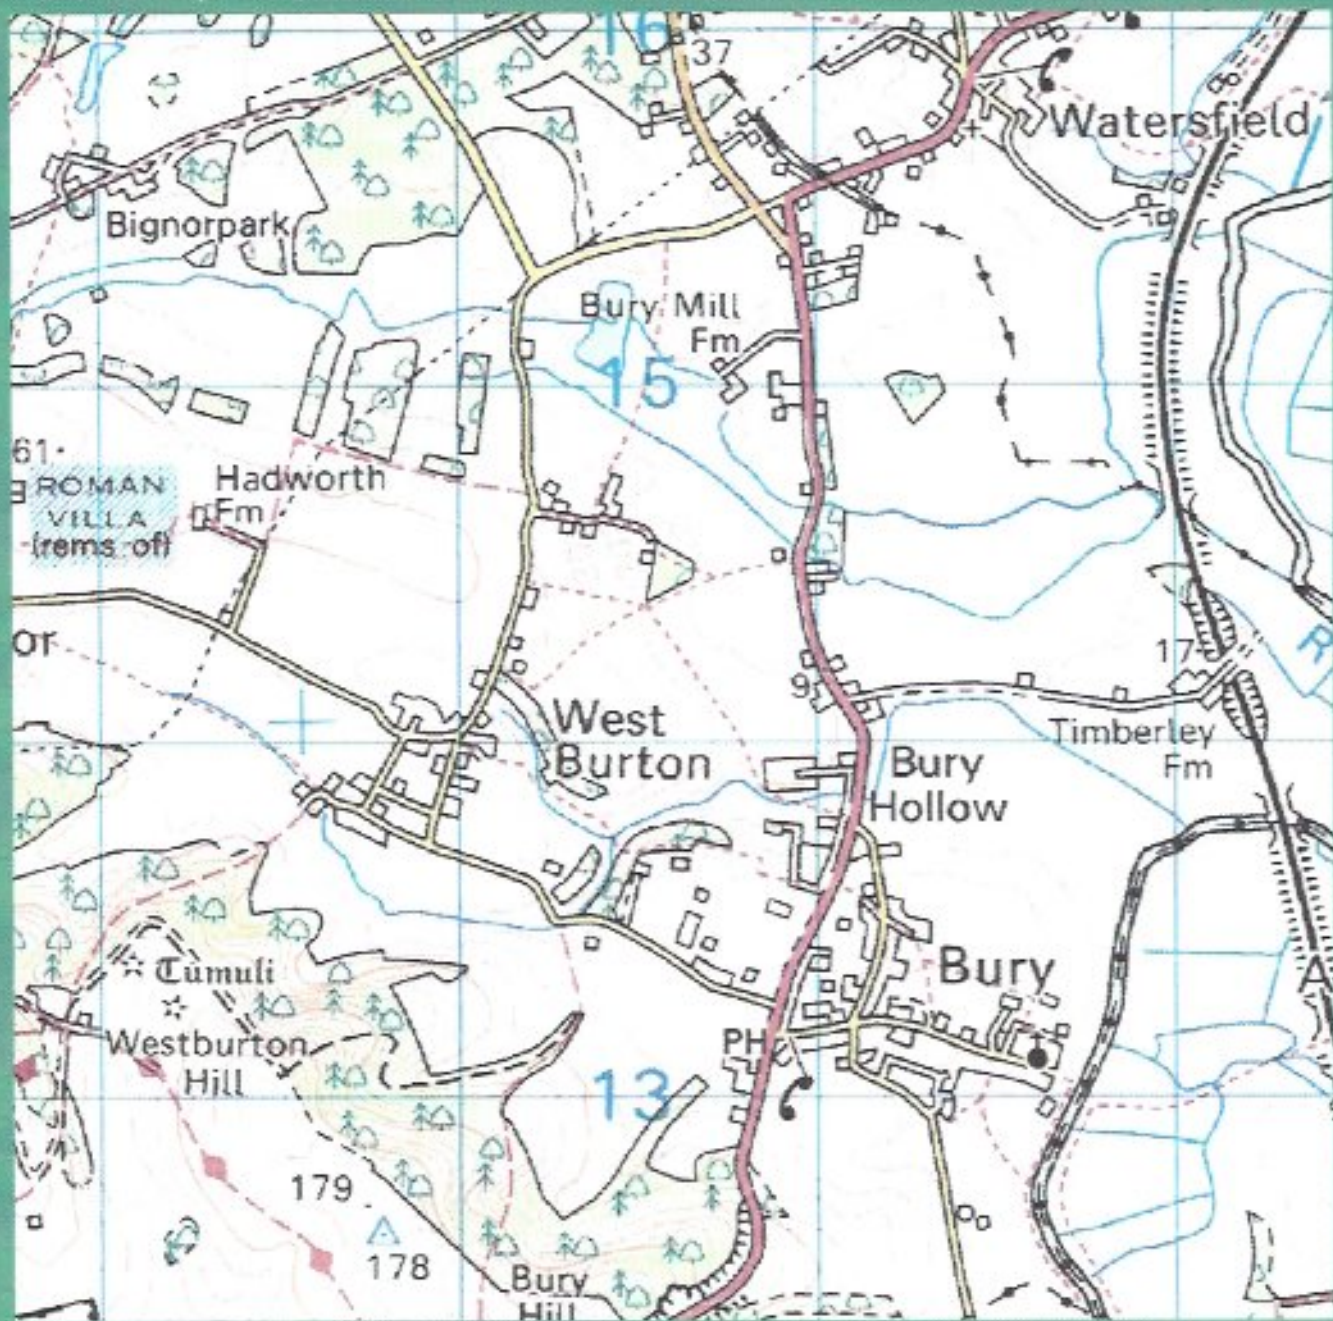 16
37
Watersfield
Bignorpark
Bury Mill
Fm
15
61
ROMAN
VILLA
(rems of)
Hadworth
Fm
or
17
R
9
West
Burton
Timberley
Fm
Bury
Hollow
Tumuli
Bury
A
Westburton
Hill
PH
13
179
178
Bury
Hill